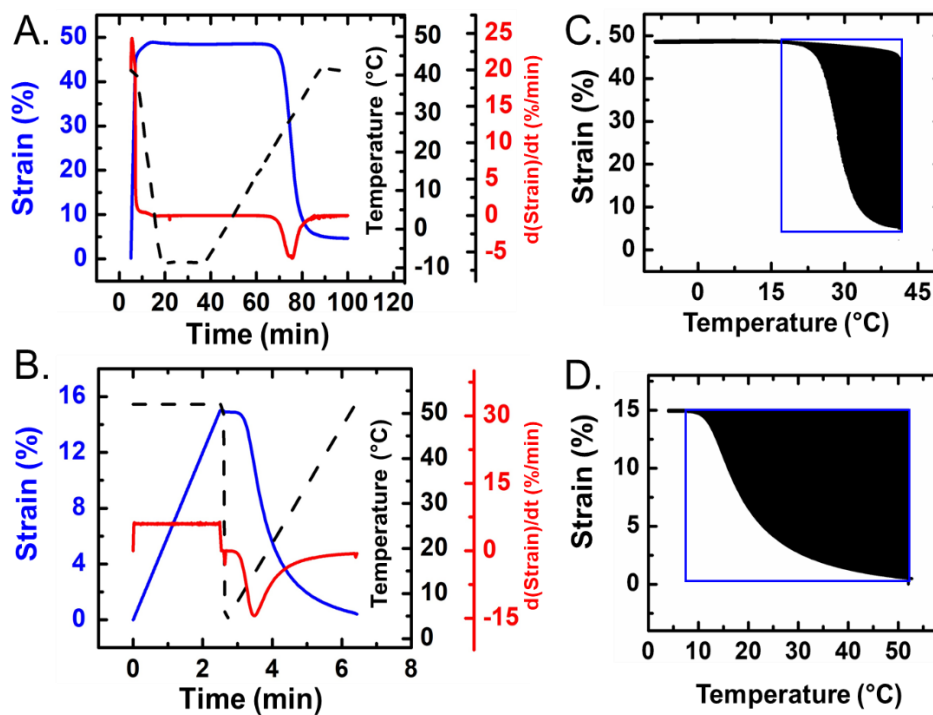 A.
Strain (%)
50
40
30
20
10
0
0 20 40 60 80 100 120
Time (min)
Temperature (°C)
50
40
30
20
10
0
-10
d(Strain)/dt (%/min)
25
20
15
10
5
0
-5
C.
Strain (%)
50
40
30
20
10
0
0 15 30 45
Temperature (°C)
B.
Strain (%)
16
12
8
4
0
0 2 4 6 8
Time (min)
Temperature (°C)
50
40
30
20
10
0
d(Strain)/dt (%/min)
30
15
0
-15
D.
Strain (%)
15
10
5
0
0 10 20 30 40 50
Temperature (°C)